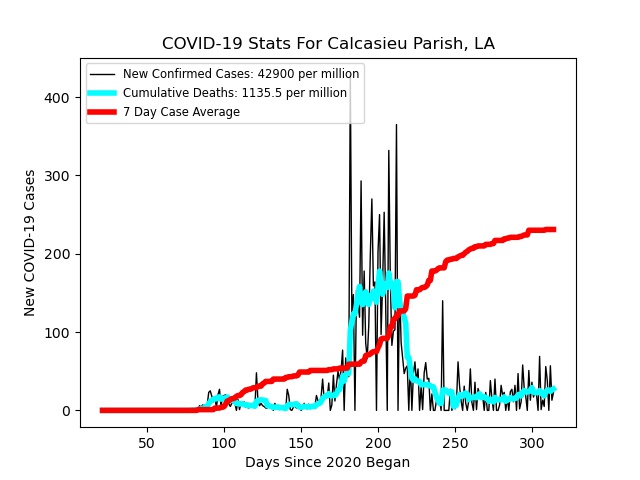 COVID-19 Stats For Calcasieu Parish, LA
New Confirmed Cases: 42900 per million
Cumulative Deaths: 1135.5 per million
7 Day Case Average
400
300
200
100
0
New COVID-19 Cases
50 100 150 200 250 300
Days Since 2020 Began